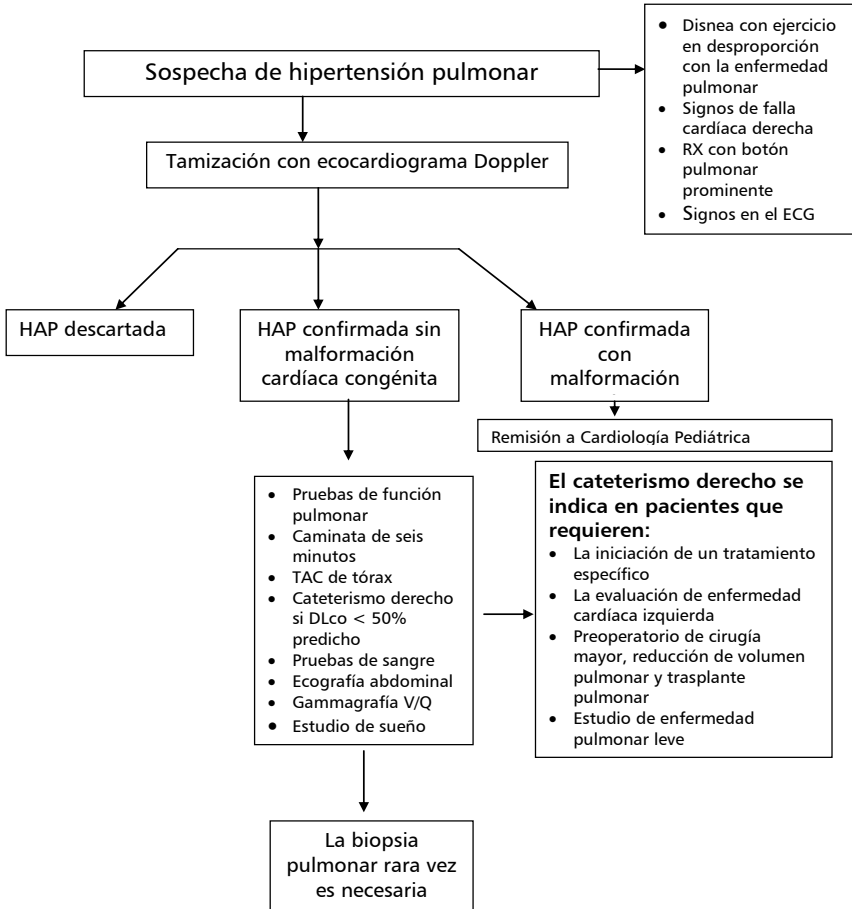 Sospecha de hipertensión pulmonar
• Disnea con ejercicio
en desproporción
con la enfermedad
pulmonar
• Signos de falla
cardíaca derecha
• RX con botón
pulmonar
prominente
• Signos en el ECG
Tamización con ecocardiograma Doppler
HAP descartada
HAP confirmada sin
malformación
cardíaca congénita
HAP confirmada
con
malformación
Remisión a Cardiología Pediátrica
• Pruebas de función
pulmonar
• Caminata de seis
minutos
• TAC de tórax
• Cateterismo derecho
si DLco < 50%
predicho
• Pruebas de sangre
• Ecografía abdominal
• Gammagrafía V/Q
• Estudio de sueño
El cateterismo derecho se
indica en pacientes que
requieren:
• La iniciación de un tratamiento
específico
• La evaluación de enfermedad
cardíaca izquierda
• Preoperatorio de cirugía
mayor, reducción de volumen
pulmonar y trasplante
pulmonar
• Estudio de enfermedad
pulmonar leve
La biopsia
pulmonar rara vez
es necesaria